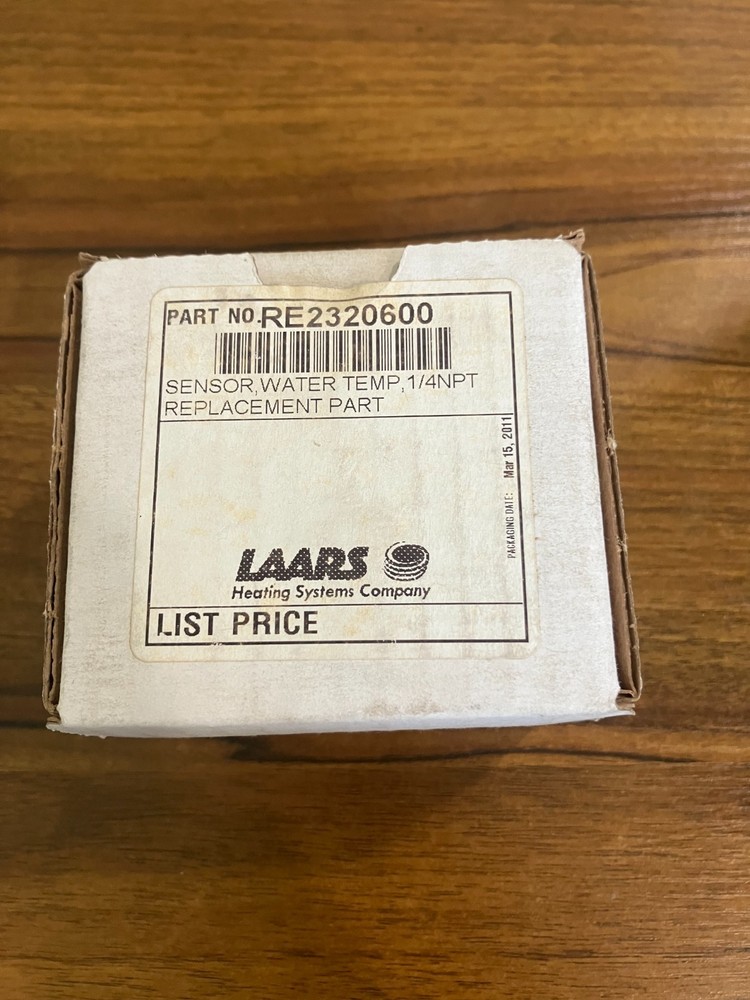 PART NO. RE2320600
SENSOR,WATER TEMP,1/4NPT
REPLACEMENT PART
PACKAGING DATE: Mar 15, 2011
LAARS
Heating Systems Company
LIST PRICE